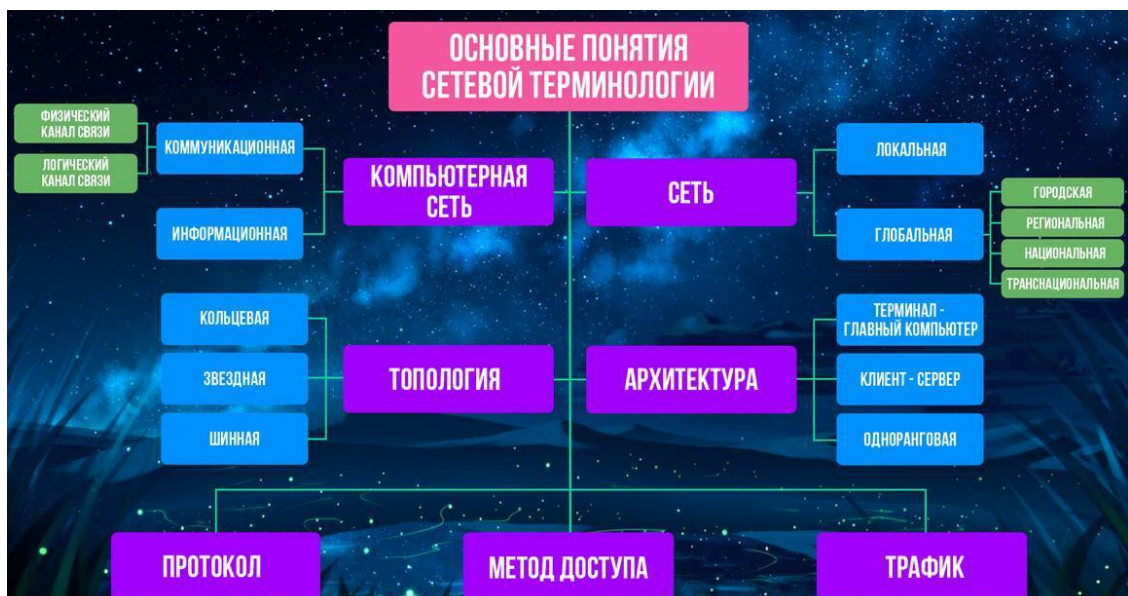 ОСНОВНЫЕ ПОНЯТИЯ
СЕТЕВОЙ ТЕРМИНОЛОГИИ
ФИЗИЧЕСКИЙ
КАНАЛ СВЯЗИ
ЛОГИЧЕСКИЙ
КАНАЛ СВЯЗИ
КОММУНИКАЦИОННАЯ
ИНФОРМАЦИОННАЯ
КОМПЬЮТЕРНАЯ
СЕТЬ
СЕТЬ
ЛОКАЛЬНАЯ
ГЛОБАЛЬНАЯ
ГОРОДСКАЯ
РЕГИОНАЛЬНАЯ
НАЦИОНАЛЬНАЯ
ТРАНСНАЦИОНАЛЬНАЯ
КОЛЬЦЕВАЯ
ЗВЕЗДНАЯ
ШИННАЯ
ТОПОЛОГИЯ
АРХИТЕКТУРА
ТЕРМИНАЛ -
ГЛАВНЫЙ КОМПЬЮТЕР
КЛИЕНТ - СЕРВЕР
ОДНОРАНГОВАЯ
ПРОТОКОЛ
МЕТОД ДОСТУПА
ТРАФИК